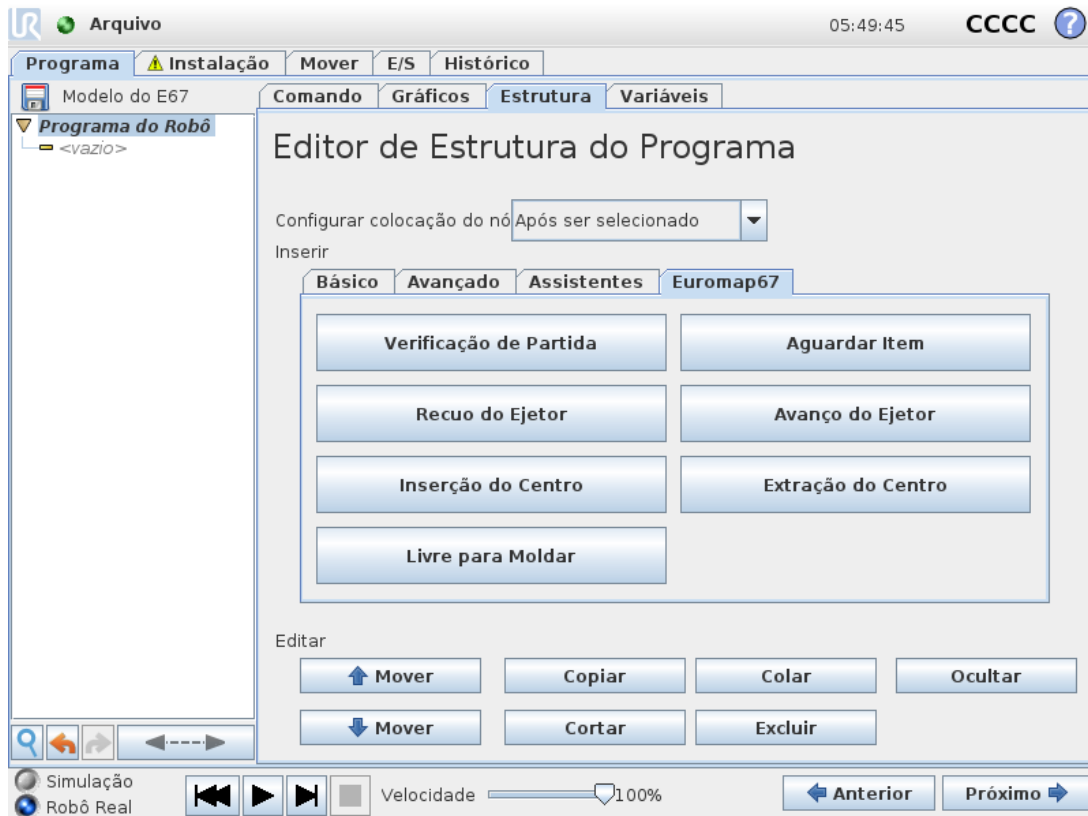 UR Arquivo 05:49:45 CCCC ?
Programa Instalação Mover E/S Histórico
Modelo do E67 Comando Gráficos Estrutura Variáveis
Programa do Robô
<vazio>
Editor de Estrutura do Programa
Configurar colocação do nó Após ser selecionado
Inserir
Básico Avançado Assistentes Euromap67
Verificação de Partida Aguardar Item
Recuo do Ejetor Avanço do Ejetor
Inserção do Centro Extração do Centro
Livre para Moldar
Editar
Mover Copiar Colar Ocultar
Mover Cortar Excluir
Simulação
Robô Real
Velocidade 100% Anterior Próximo